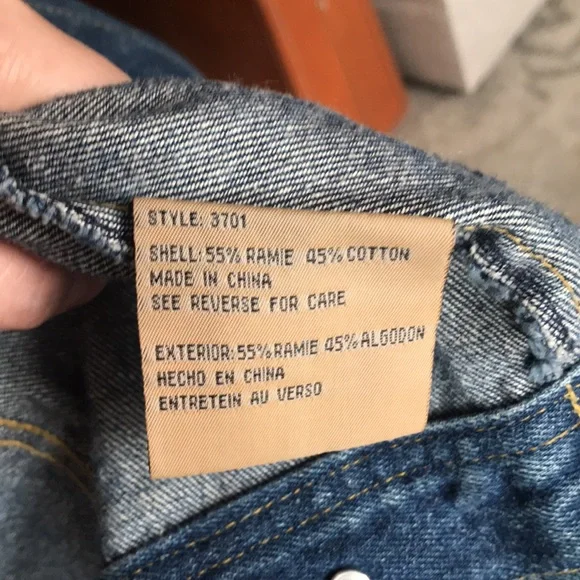 STYLE: 3701
SHELL: 55% RAMIE 45% COTTON
MADE IN CHINA
SEE REVERSE FOR CARE
EXTERIOR: 55% RAMIE 45% ALGODON
HECHO EN CHINA
ENTRETEIN AU VERSO